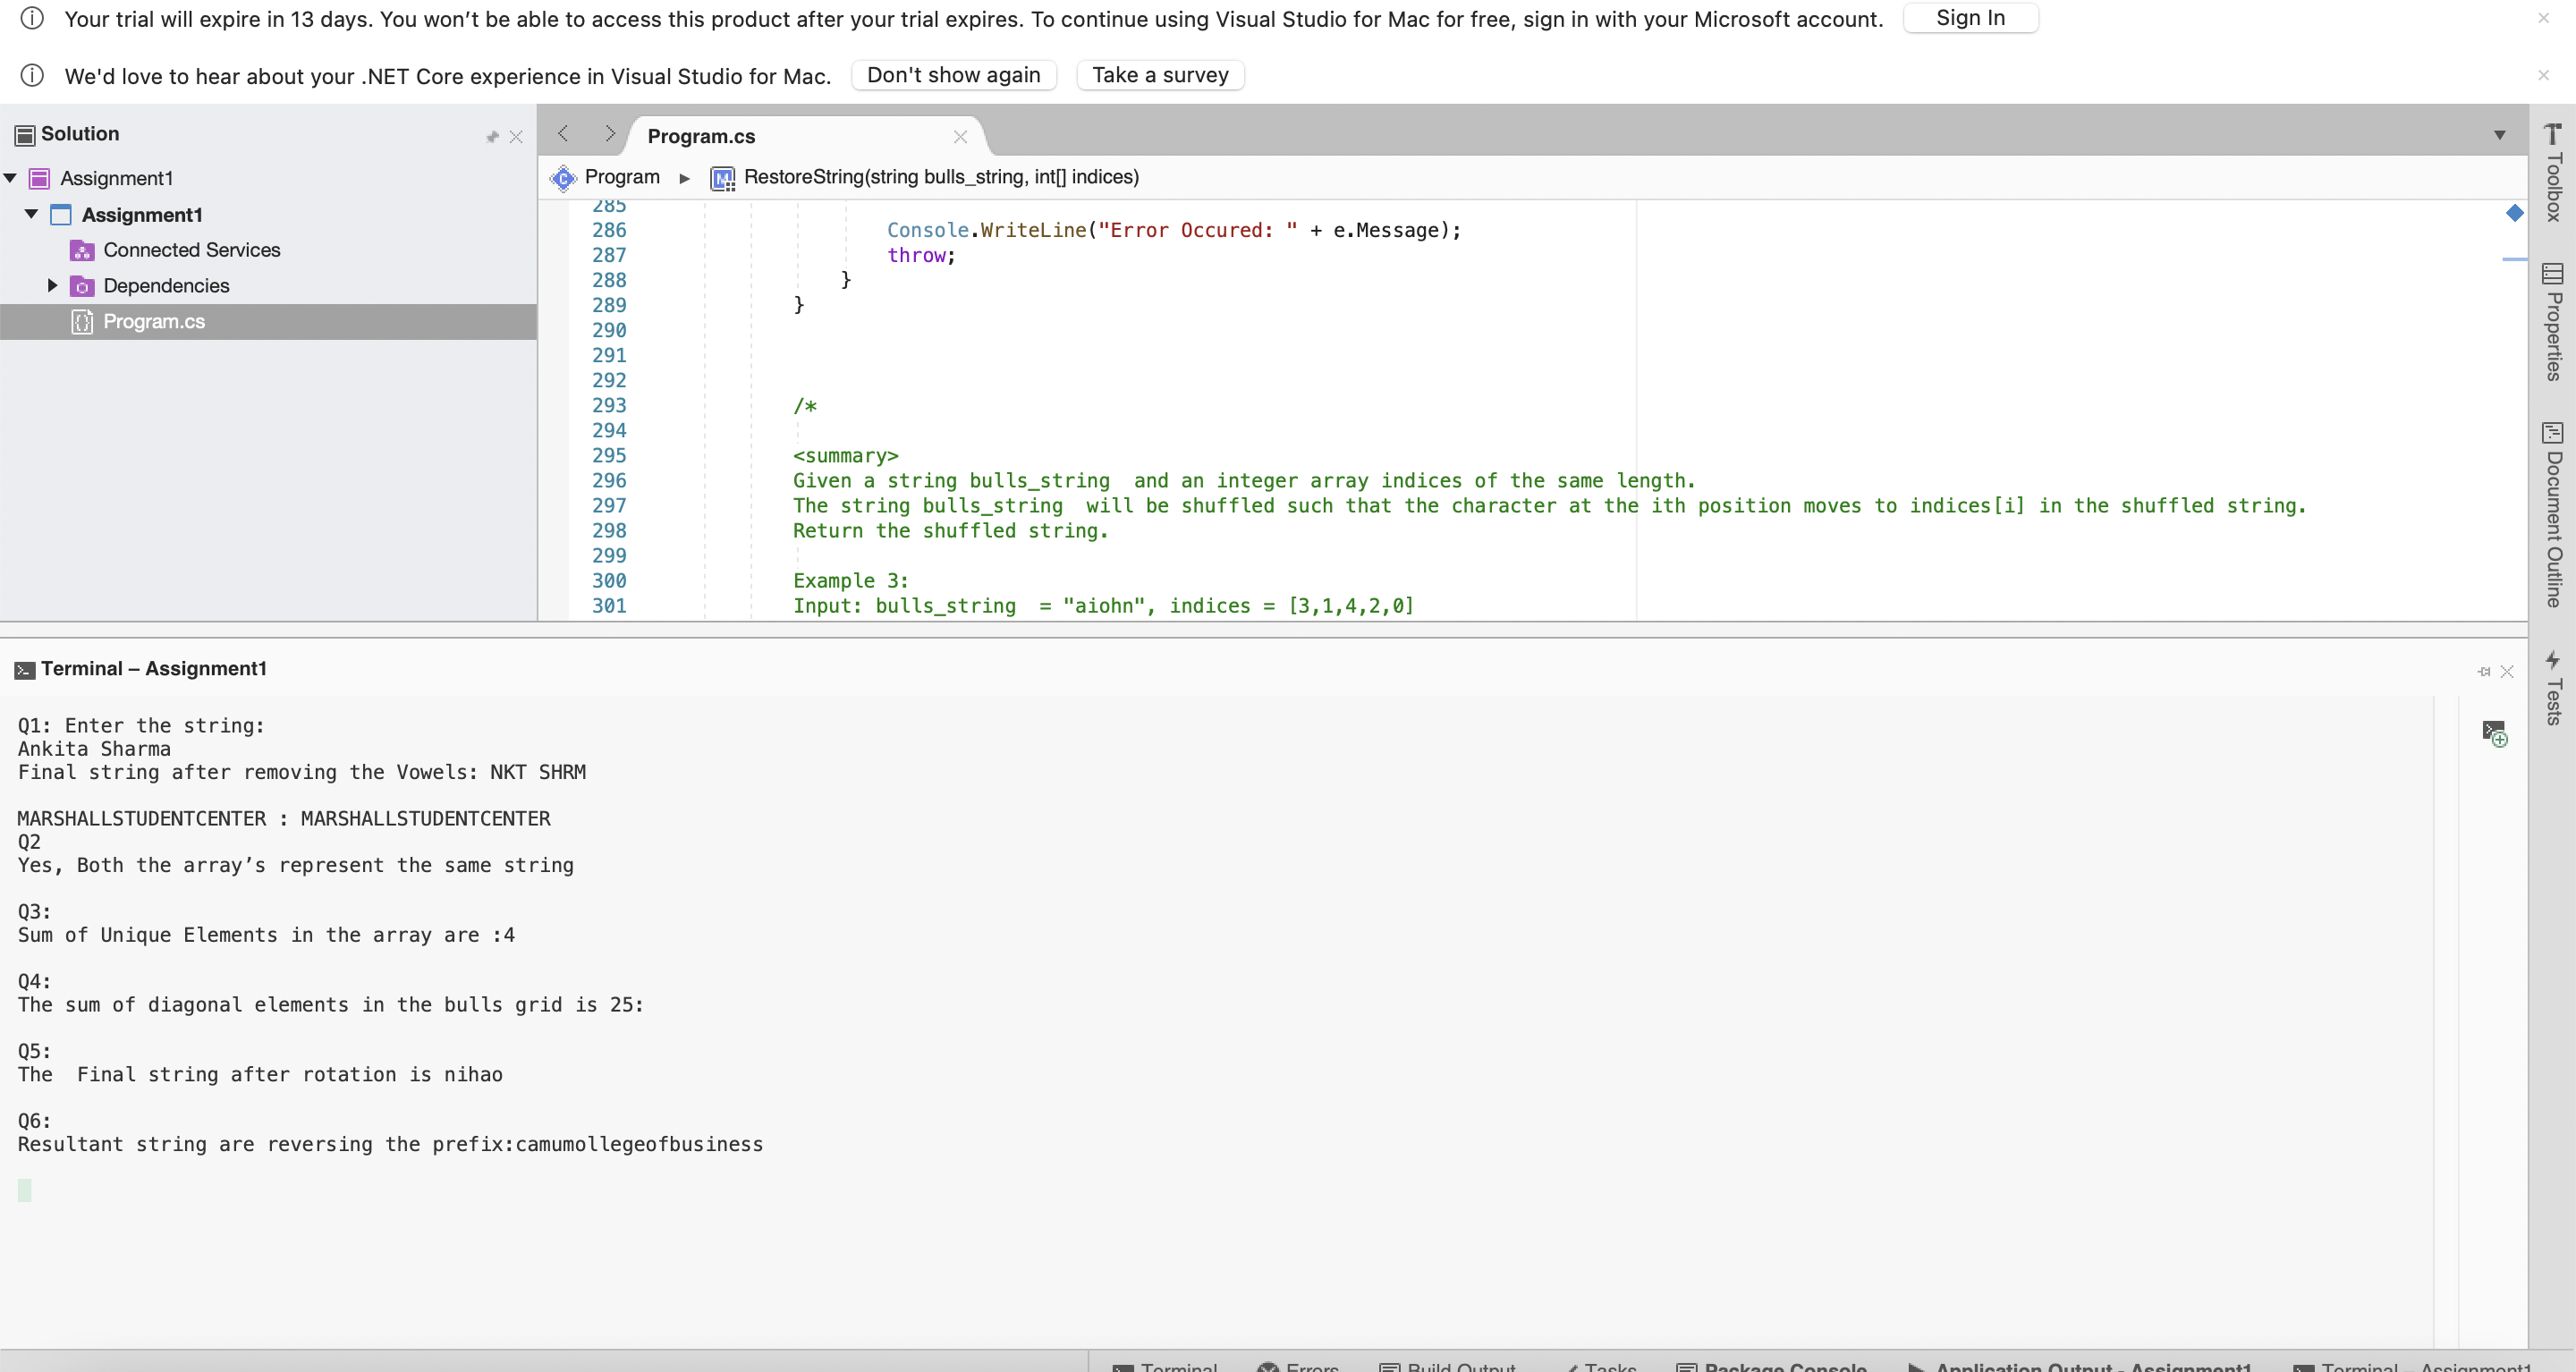 Your trial will expire in 13 days. You won’t be able to access this product after your trial expires. To continue using Visual Studio for Mac for free, sign in with your Microsoft account. Sign In
We'd love to hear about your .NET Core experience in Visual Studio for Mac. Don't show again Take a survey
Solution
Assignment1
Assignment1
Connected Services
Dependencies
Program.cs
Program.cs
Program RestoreString(string bulls_string, int[] indices)
285
286 Console.WriteLine("Error Occured: " + e.Message);
287 throw;
288 }
289 }
290
291
292
293 /*
294
295 <summary>
296 Given a string bulls_string  and an integer array indices of the same length.
297 The string bulls_string  will be shuffled such that the character at the ith position moves to indices[i] in the shuffled string.
298 Return the shuffled string.
299
300 Example 3:
301 Input: bulls_string  = "aiohn", indices = [3,1,4,2,0]
Toolbox
Properties
Document Outline
Tests
Terminal – Assignment1
Q1: Enter the string:
Ankita Sharma
Final string after removing the Vowels: NKT SHRM
MARSHALLSTUDENTCENTER : MARSHALLSTUDENTCENTER
Q2
Yes, Both the array’s represent the same string
Q3:
Sum of Unique Elements in the array are :4
Q4:
The sum of diagonal elements in the bulls grid is 25:
Q5:
The  Final string after rotation is nihao
Q6:
Resultant string are reversing the prefix:camumollegeofbusiness
Terminal Errors Build Output Tasks Package Console Application Output - Assignment1 Terminal – Assignment1